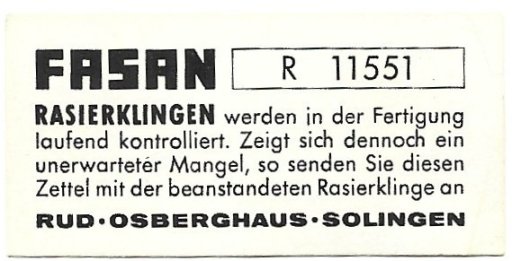 FASAN R 11551
RASIERKLINGEN werden in der Fertigung
laufend kontrolliert. Zeigt sich dennoch ein
unerwarteter Mangel, so senden Sie diesen
Zettel mit der beanstandeten Rasierklinge an
RUD·OSBERGHAUS·SOLINGEN